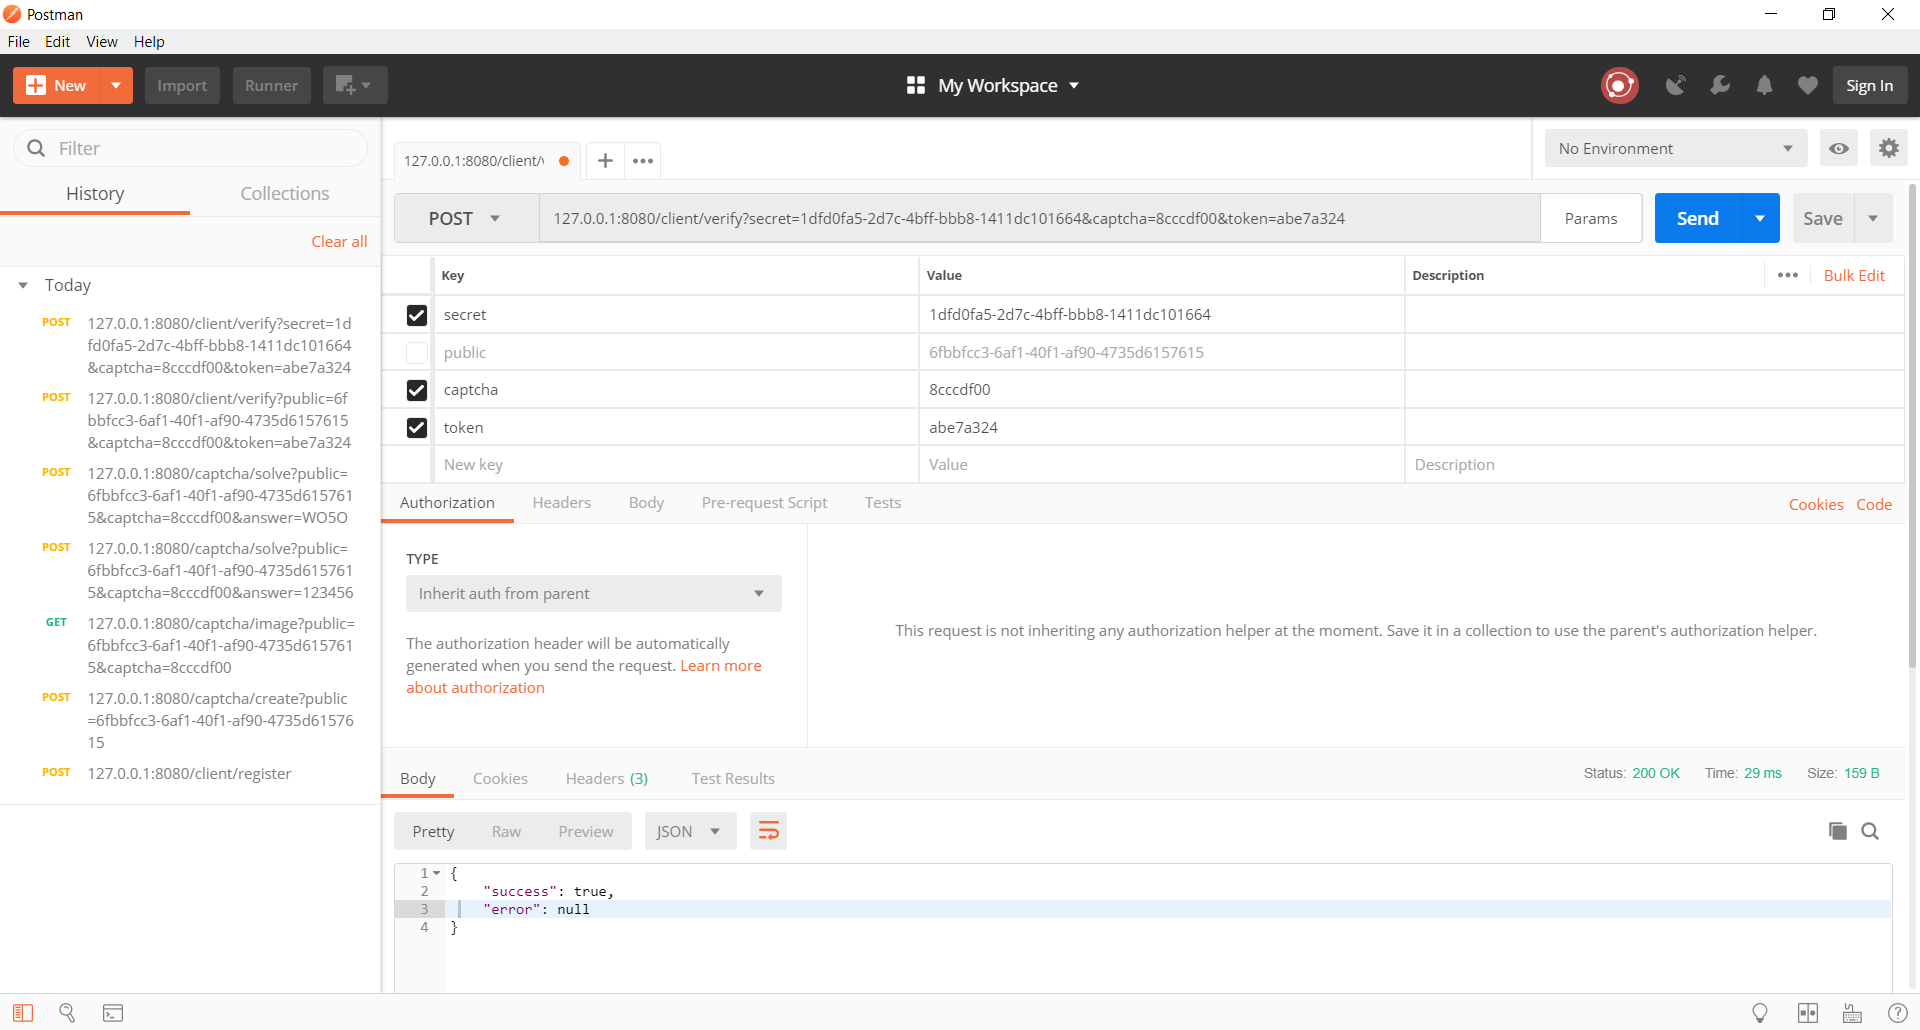 Postman
File Edit View Help
New Import Runner My Workspace Sign In
Filter
History Collections
Clear all
Today
POST 127.0.0.1:8080/client/verify?secret=1d
fd0fa5-2d7c-4bff-bbb8-1411dc101664
&captcha=8cccdf00&token=abe7a324
POST 127.0.0.1:8080/client/verify?public=6f
bbfcc3-6af1-40f1-af90-4735d6157615
&captcha=8cccdf00&token=abe7a324
POST 127.0.0.1:8080/captcha/solve?public=
6fbbfcc3-6af1-40f1-af90-4735d615761
5&captcha=8cccdf00&answer=WO5O
POST 127.0.0.1:8080/captcha/solve?public=
6fbbfcc3-6af1-40f1-af90-4735d615761
5&captcha=8cccdf00&answer=123456
GET 127.0.0.1:8080/captcha/image?public=
6fbbfcc3-6af1-40f1-af90-4735d615761
5&captcha=8cccdf00
POST 127.0.0.1:8080/captcha/create?public
=6fbbfcc3-6af1-40f1-af90-4735d61576
15
POST 127.0.0.1:8080/client/register
127.0.0.1:8080/client/
No Environment
POST 127.0.0.1:8080/client/verify?secret=1dfd0fa5-2d7c-4bff-bbb8-1411dc101664&captcha=8cccdf00&token=abe7a324 Params Send Save
Key Value Description Bulk Edit
secret 1dfd0fa5-2d7c-4bff-bbb8-1411dc101664
public 6fbbfcc3-6af1-40f1-af90-4735d6157615
captcha 8cccdf00
token abe7a324
New key Value Description
Authorization Headers Body Pre-request Script Tests Cookies Code
TYPE
Inherit auth from parent
The authorization header will be automatically
generated when you send the request. Learn more
about authorization
This request is not inheriting any authorization helper at the moment. Save it in a collection to use the parent's authorization helper.
Body Cookies Headers (3) Test Results Status: 200 OK Time: 29 ms Size: 159 B
Pretty Raw Preview JSON
1 {
2 "success": true,
3 "error": null
4 }